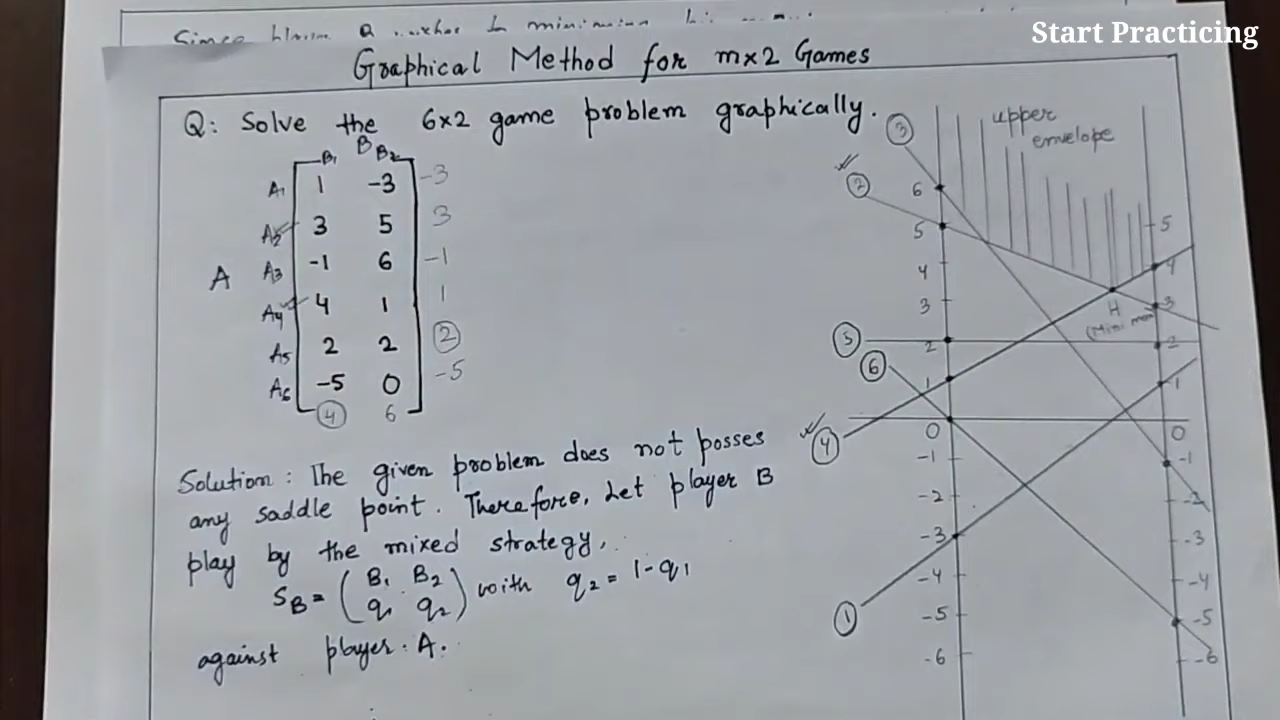 Start Practicing
Graphical Method for m×2 Games
Q: Solve the 6×2 game problem graphically.
B
B₁ B₂
A₁ 1 -3 -3
A₂ 3 5 3
A A₃ -1 6 -1
A₄ 4 1 1
A₅ 2 2 2
A₆ -5 0 -5
4 6
Solution: The given problem does not posses
any saddle point. Therefore, Let player B
play by the mixed strategy,
S_B = ( B₁ B₂
q₁ q₂ ) with q₂ = 1-q₁
against player A.
upper
envelope
3
2
5
6
4
1
6
5
4
3
2
1
0
-1
-2
-3
-4
-5
-6
5
4
3
2
1
0
-1
-2
-3
-4
-5
-6
H